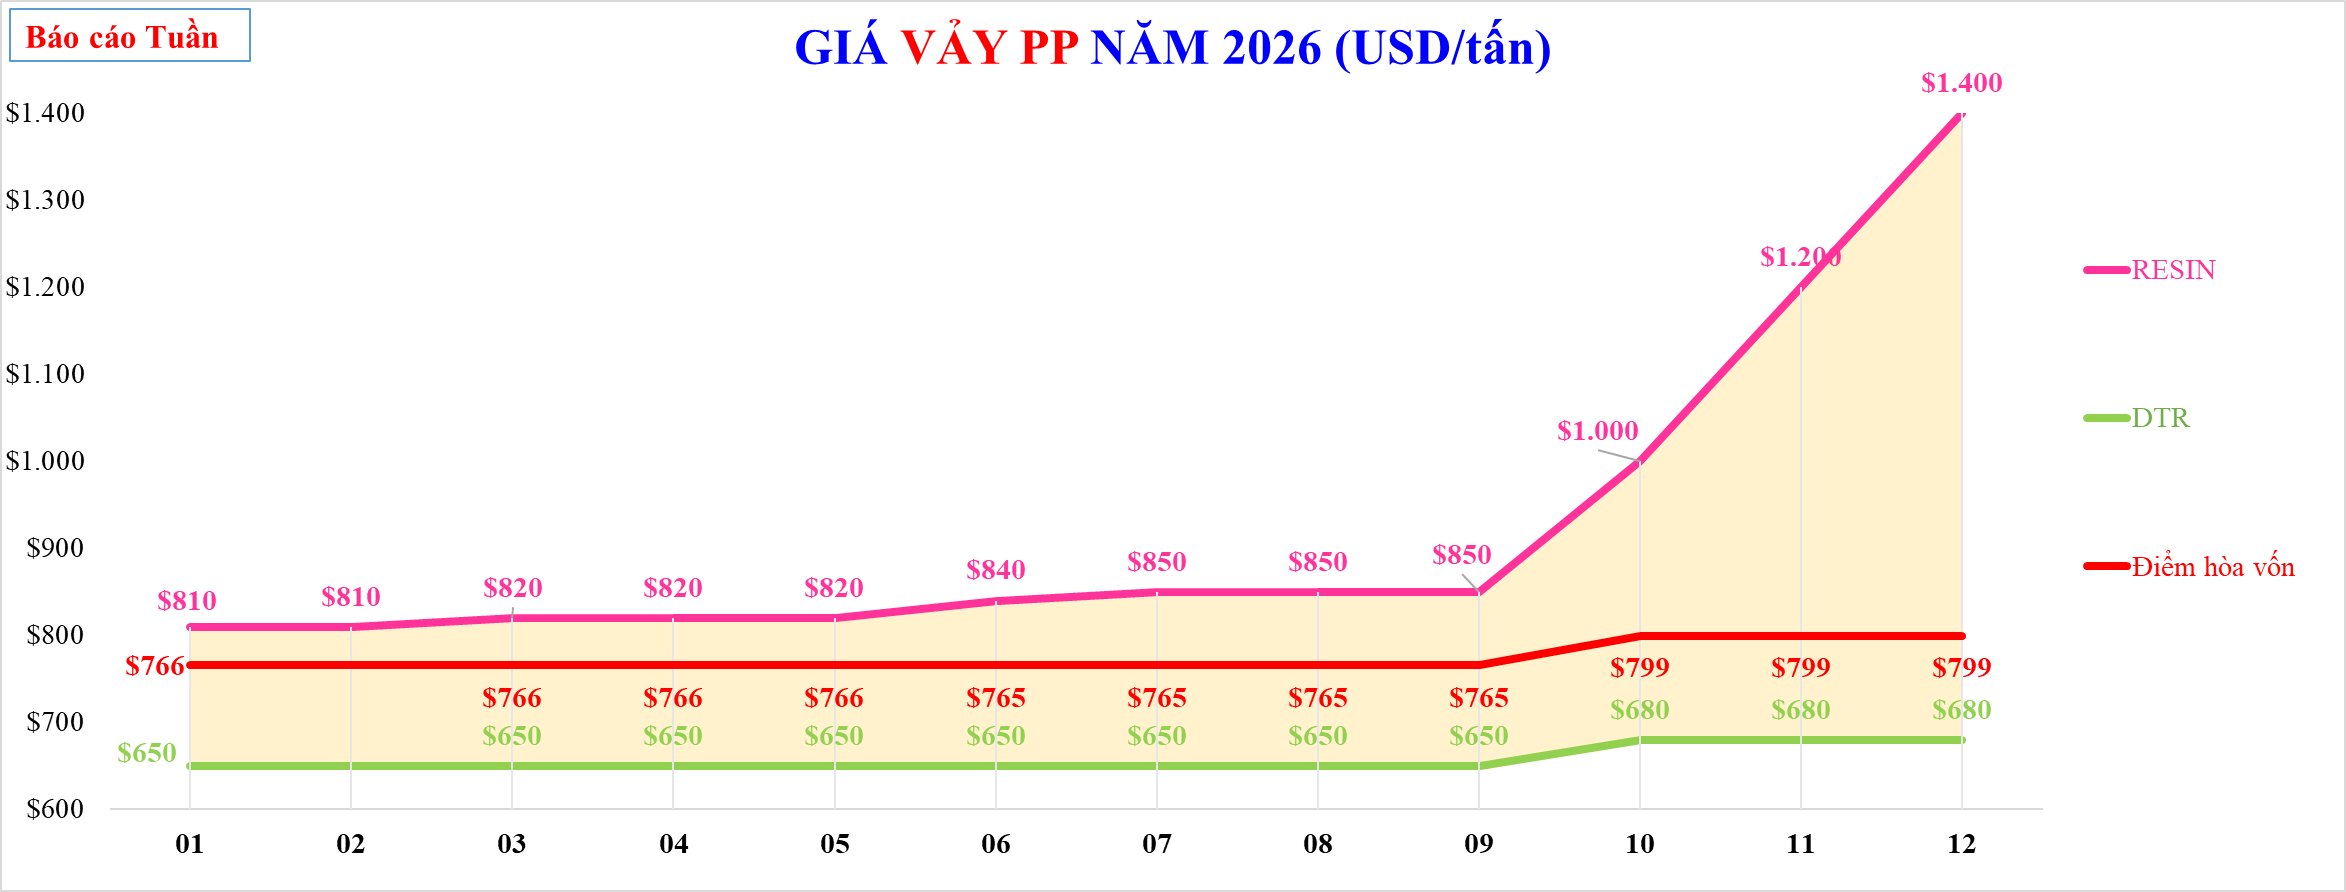 Báo cáo Tuần
GIÁ VẢY PP NĂM 2026 (USD/tấn)
$1.400
$1.300
$1.200
$1.100
$1.000
$900
$800
$700
$600
$810 $810 $820 $820 $820 $840 $850 $850 $850 $1.000 $1.200 $1.400
$766 $766 $766 $766 $765 $765 $765 $765 $799 $799 $799
$650 $650 $650 $650 $650 $650 $650 $650 $680 $680 $680
01 02 03 04 05 06 07 08 09 10 11 12
RESIN
DTR
Điểm hòa vốn